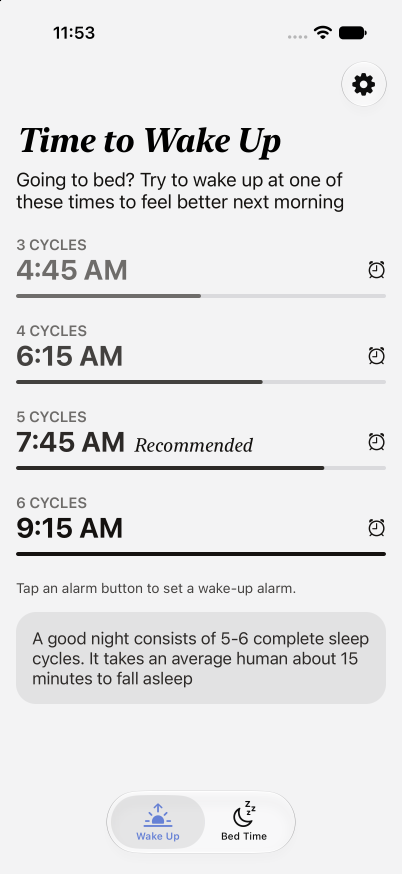 11:53
Time to Wake Up
Going to bed? Try to wake up at one of
these times to feel better next morning
3 CYCLES
4:45 AM
4 CYCLES
6:15 AM
5 CYCLES
7:45 AM Recommended
6 CYCLES
9:15 AM
Tap an alarm button to set a wake-up alarm.
A good night consists of 5-6 complete sleep
cycles. It takes an average human about 15
minutes to fall asleep
Wake Up
Bed Time